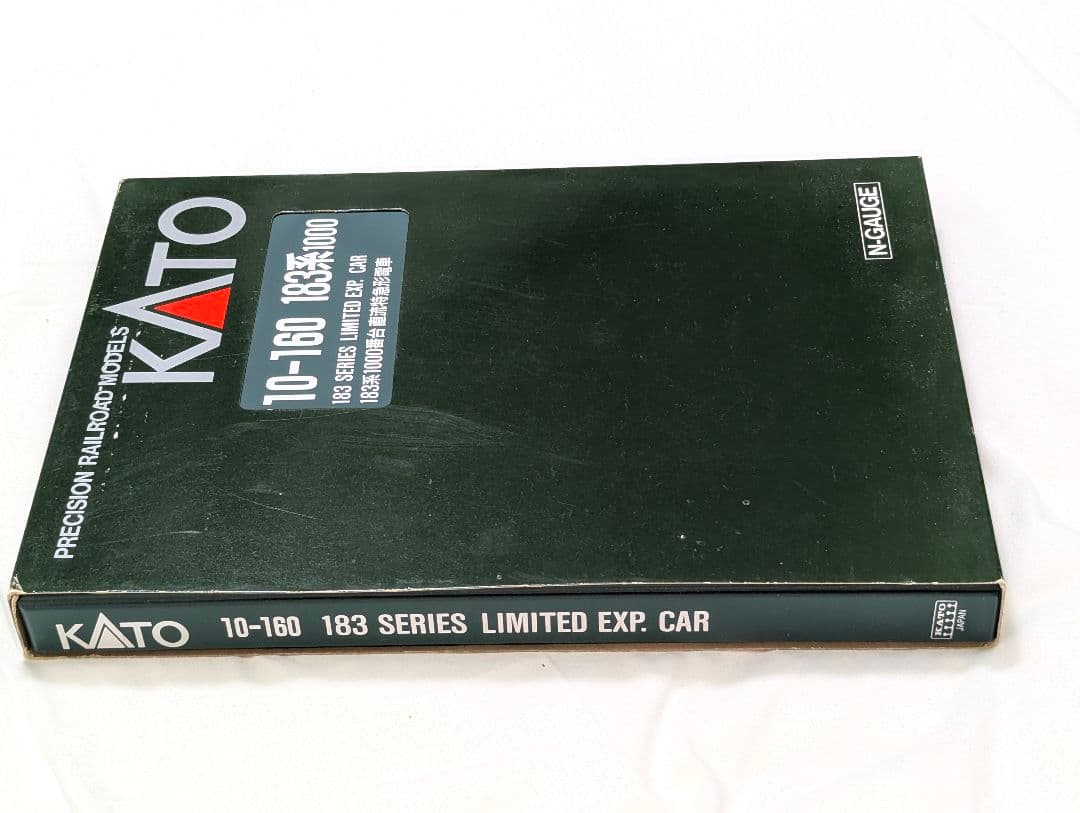 PRECISION RAILROAD MODELS
KATO
10-160 183系1000
183 SERIES LIMITED EXP. CAR
183系1000番台直流特急形電車
N-GAUGE
KATO 10-160 183 SERIES LIMITED EXP. CAR
KATO
JAPAN